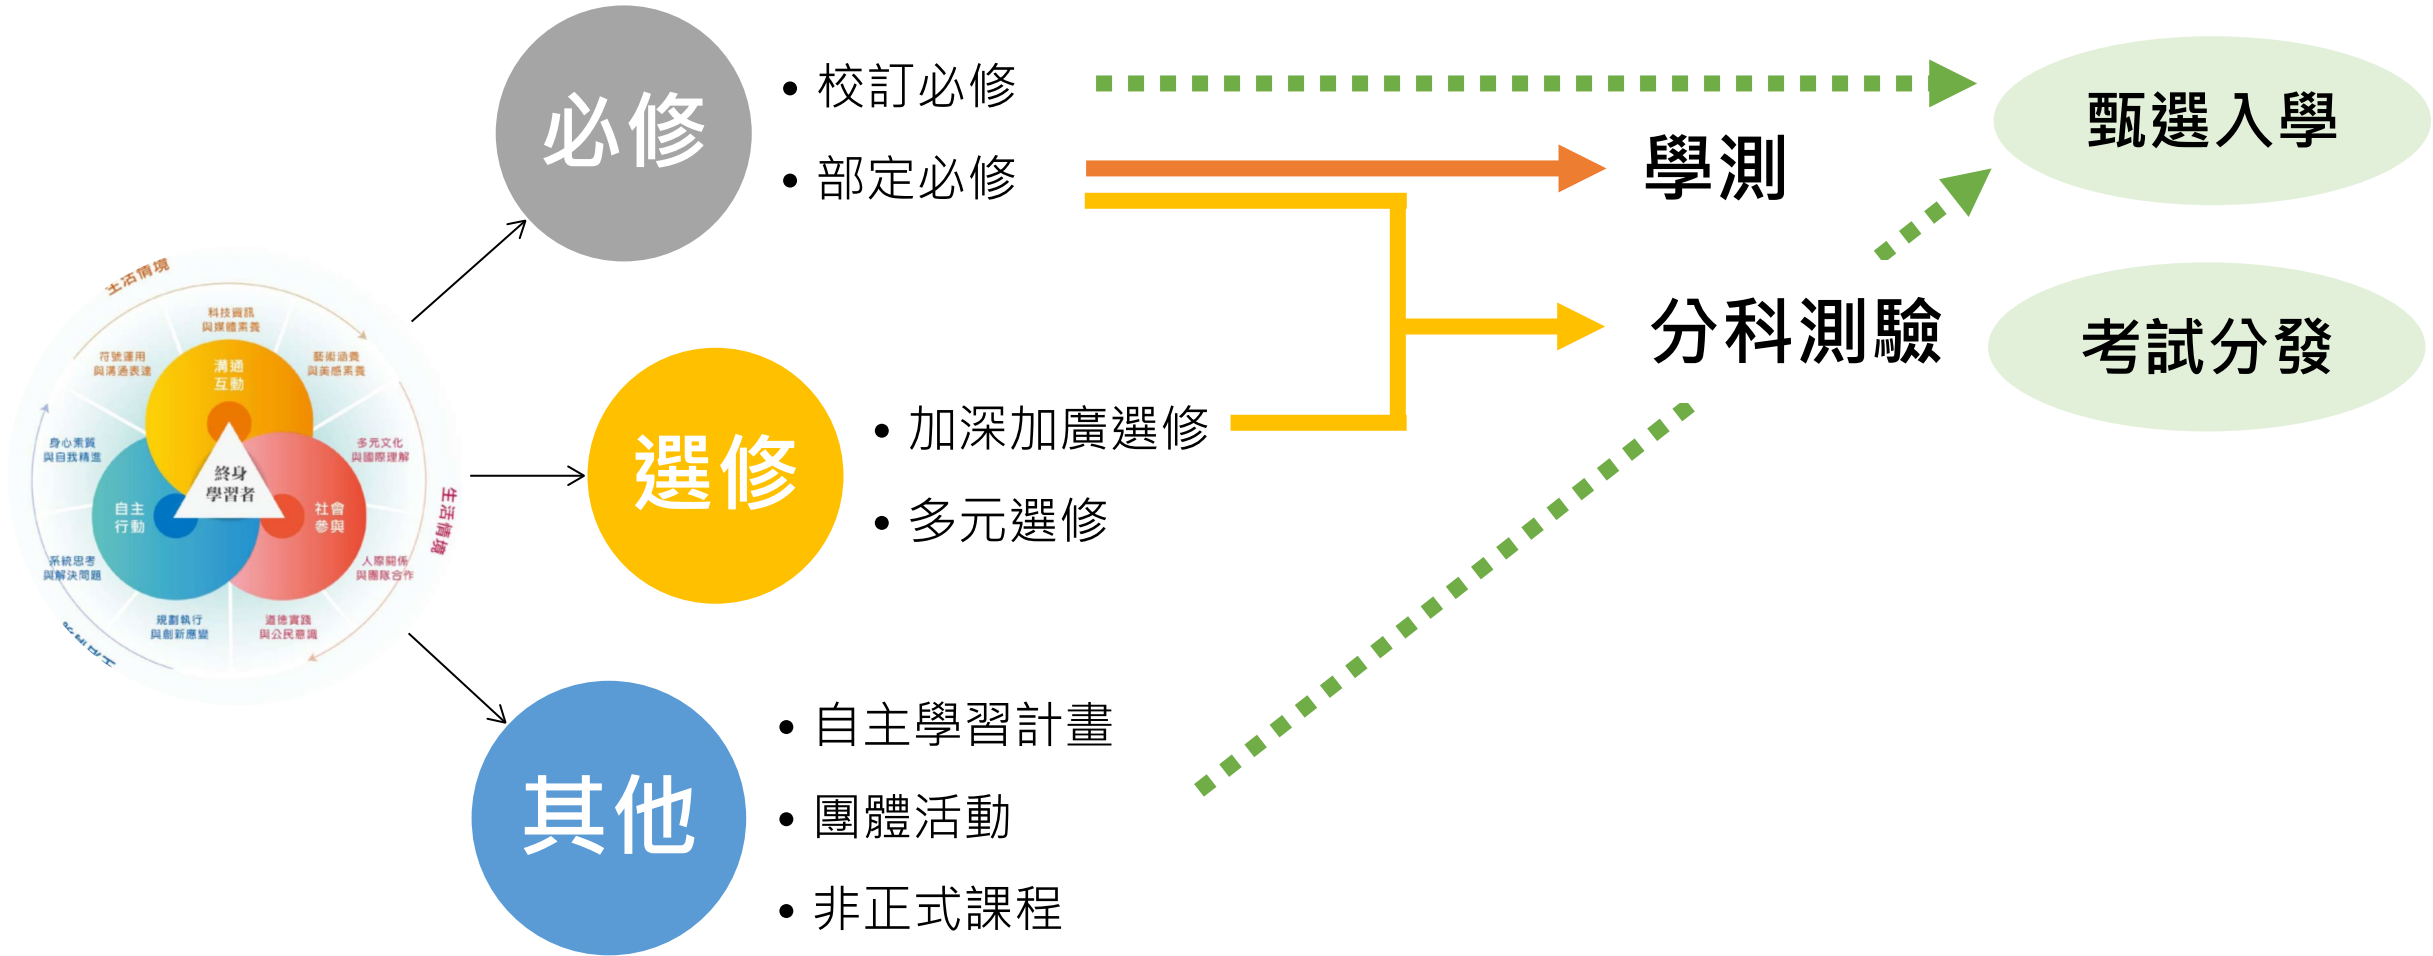 必修
校訂必修
部定必修
選修
加深加廣選修
多元選修
其他
自主學習計畫
團體活動
非正式課程
學測
分科測驗
甄選入學
考試分發
生活情境
科技資訊
與媒體素養
符號運用
與溝通表達
藝術涵養
與美感素養
溝通
互動
身心素質
與自我精進
多元文化
與國際理解
終身
學習者
自主
行動
社會
參與
生活情境
系統思考
與解決問題
人際關係
與團隊合作
規劃執行
與創新應變
道德實踐
與公民意識